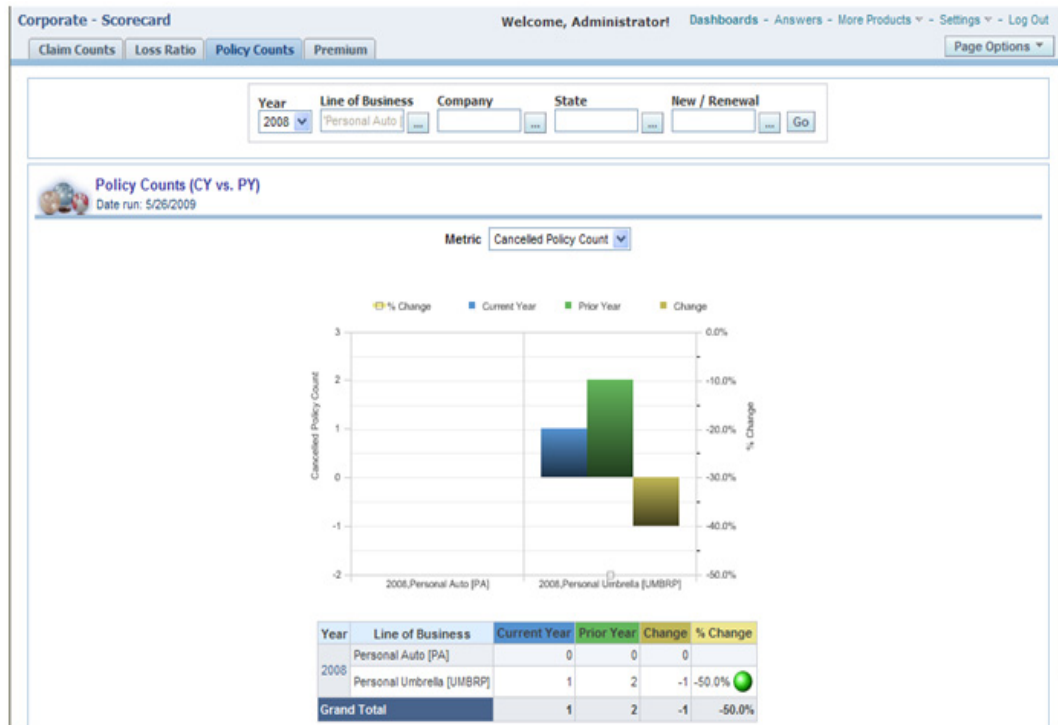 Corporate - Scorecard
Welcome, Administrator!
Dashboards - Answers - More Products - Settings - Log Out
Claim Counts
Loss Ratio
Policy Counts
Premium
Page Options
Year
Line of Business
Company
State
New / Renewal
2008
'Personal Auto [
...
...
...
...
Go
Policy Counts (CY vs. PY)
Date run: 5/26/2009
Metric
Cancelled Policy Count
% Change
Current Year
Prior Year
Change
3
2
1
0
-1
-2
Cancelled Policy Count
0.0%
-10.0%
-20.0%
-30.0%
-40.0%
-50.0%
% Change
2008,Personal Auto [PA]
2008,Personal Umbrella [UMBRP]
Year Line of Business Current Year Prior Year Change % Change
2008
Personal Auto [PA] 0 0 0
Personal Umbrella [UMBRP] 1 2 -1 -50.0%
Grand Total 1 2 -1 -50.0%